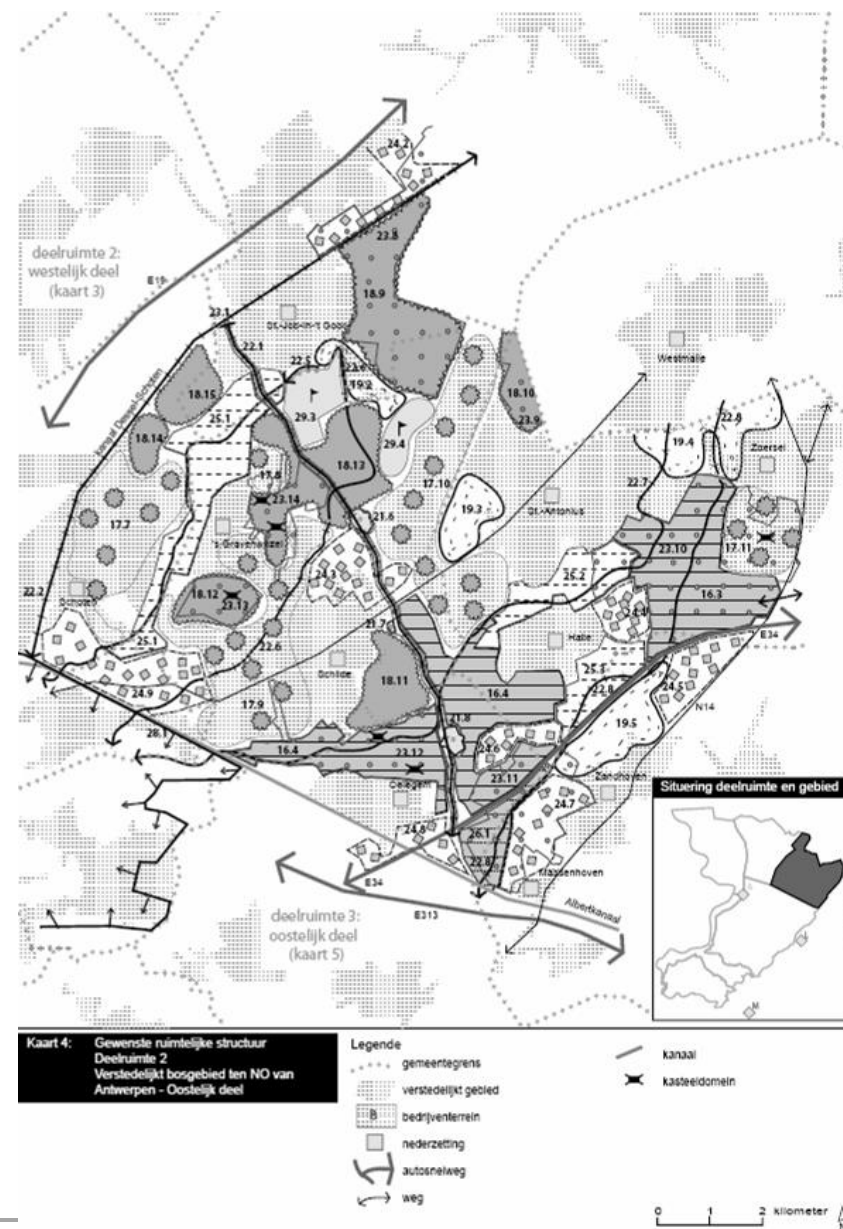 24.2
23.8
deelruimte 2:
westelijk deel
(kaart 3)
E19
18.9
23.1
St.-Job-in-'t Goor
22.1
kanaal Dessel-Schoten
22.5
19.2
Westmalle
18.15
25.1
29.3
18.10
23.9
29.4
18.14
19.4
22.8
Zoersel
18.13
17.8
17.10
22.7
23.14
19.3
St.-Antonius
17.7
21.6
's Gravenwezel
23.10
17.11
24.3
25.2
16.3
22.2
18.12
23.13
Schoten
21.7
Halle
E34
25.1
22.6
Schilde
25.3
18.11
16.4
22.8
24.5
24.9
N14
17.9
19.5
28.1
21.8
16.4
23.12
24.6
23.11
Zandhoven
Oelegem
24.7
Situering deelruimte en gebied
24.8
26.1
22.8
Massenhoven
E34
Albertkanaal
E313
deelruimte 3:
oostelijk deel
(kaart 5)
A
L
M
Kaart 4: Gewenste ruimtelijke structuur
Deelruimte 2
Verstedelijkt bosgebied ten NO van
Antwerpen - Oostelijk deel
Legende
gemeentegrens
verstedelijkt gebied
B bedrijventerrein
nederzetting
autosnelweg
weg
kanaal
kasteeldomein
0 1 2 kilometer